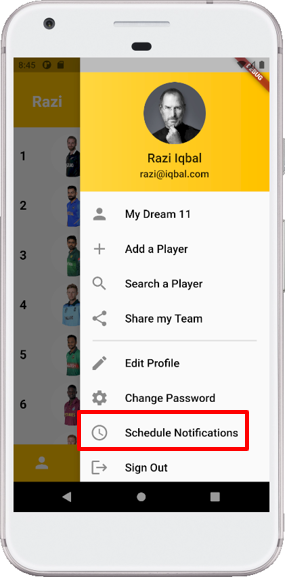 8:45
DEBUG
Razi
Razi Iqbal
razi@iqbal.com
1
My Dream 11
2
Add a Player
3
Search a Player
4
Share my Team
5
Edit Profile
6
Change Password
Schedule Notifications
Sign Out